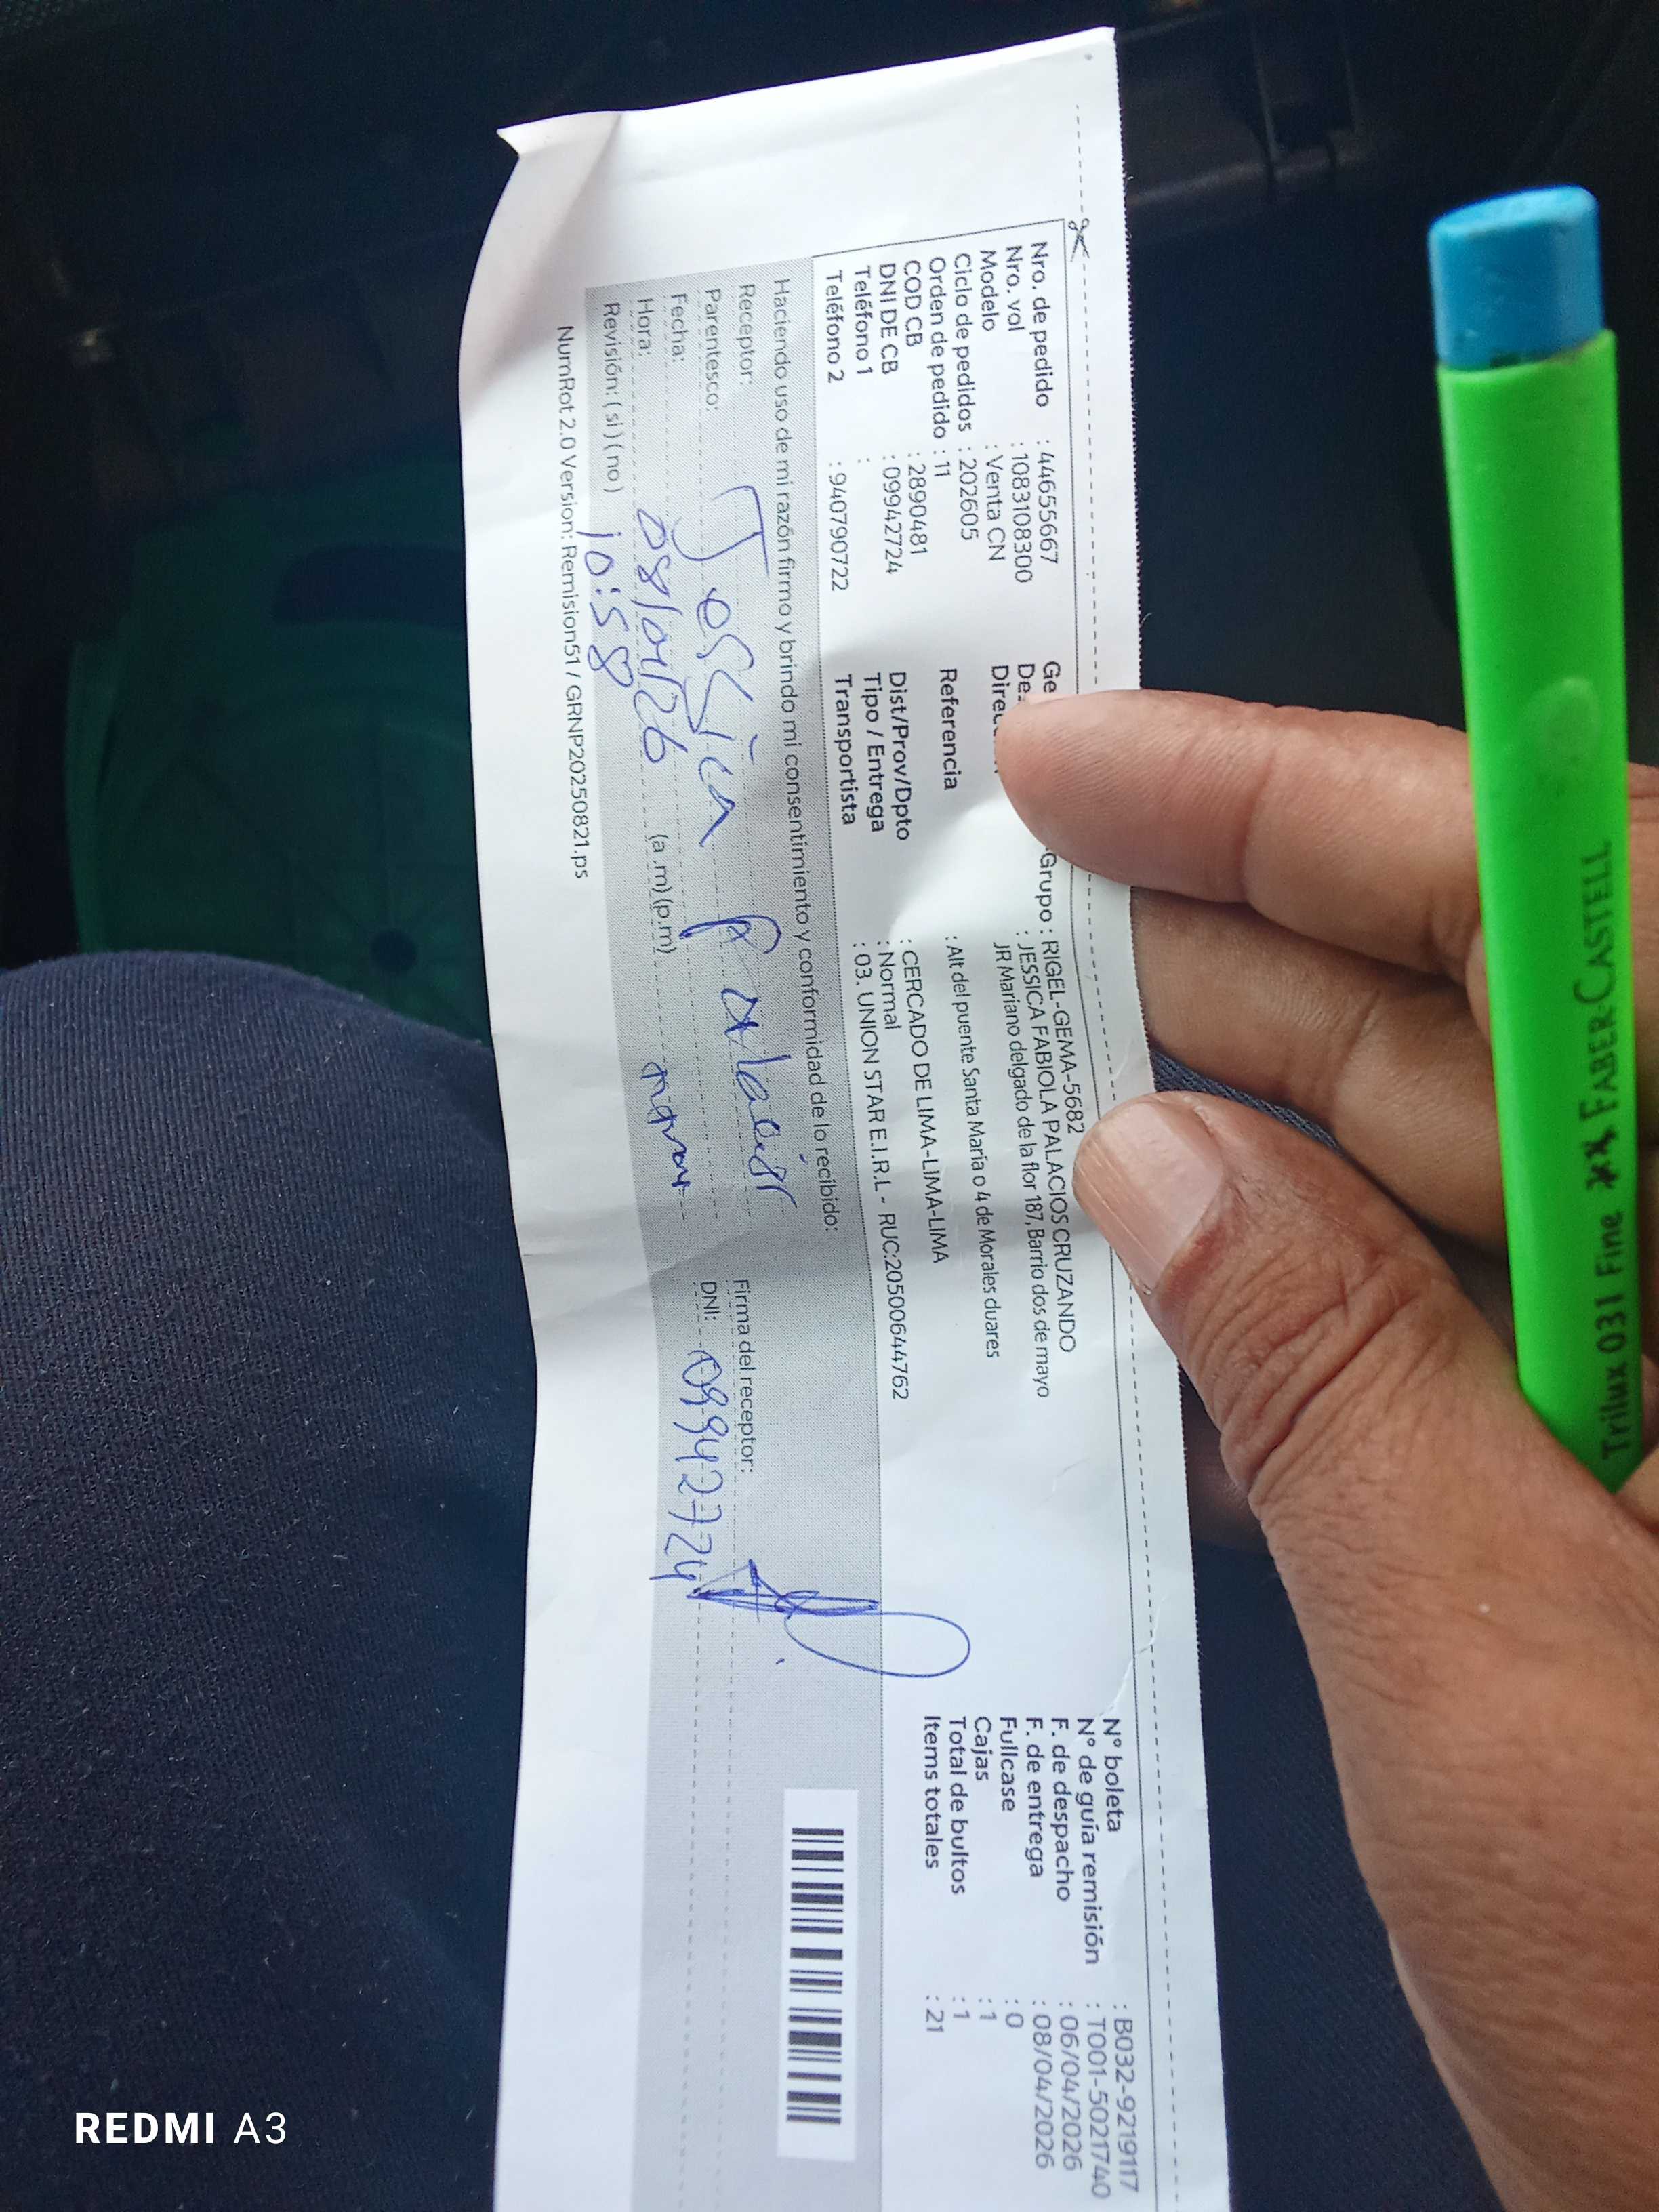 Nro. de pedido : 44655667
Nro. vol : 1083108300
Modelo : Venta CN
Ciclo de pedidos : 202605
Orden de pedido : 11
COD CB : 2890481
DNI DE CB : 09942724
Teléfono 1 :
Teléfono 2 : 940790722
Grupo : RIGEL-GEMA-5682
: JESSICA FABIOLA PALACIOS CRUZANDO
JR Mariano delgado de la flor 187, Barrio dos de mayo
Referencia : Alt del puente Santa María o 4 de Morales duares
Dist/Prov/Dpto : CERCADO DE LIMA-LIMA-LIMA
Tipo / Entrega : Normal
Transportista : 03. UNION STAR E.I.R.L - RUC:20500644762
N° boleta : B032-9219117
N° de guía remisión : T001-5021740
F. de despacho : 06/04/2026
F. de entrega : 08/04/2026
Fullcase : 0
Cajas : 1
Total de bultos : 1
Items totales : 21
Haciendo uso de mi razón firmo y brindo mi consentimiento y conformidad de lo recibido:
Receptor: Jessica
Parentesco:
Fecha: 08/04/26
Hora: 10:58 (a.m) (p.m)
Revisión: ( si ) ( no )
Firma del receptor:
DNI: 09942724
NumRot 2.0 Version: Remision51 / GRNP20250821.ps
FABER CASTELL
Trilux 031 Fine
REDMI A3